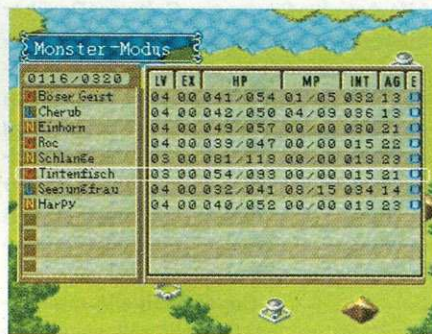 Monster-Modus
0116/0320 LV EX HP MP INT AG E
C Böser Geist 04 00 041/054 01/05 032 13
L Cherub 04 00 042/050 04/09 036 13
N Einhorn 04 00 049/057 00/00 030 21
C Roc 04 00 039/047 00/00 015 22
N Schlange 03 00 081/113 00/00 018 23
C Tintenfisch 03 00 054/093 00/00 015 21
L Seejungfrau 04 00 032/041 08/15 034 14
N Harpy 04 00 040/052 00/00 019 23